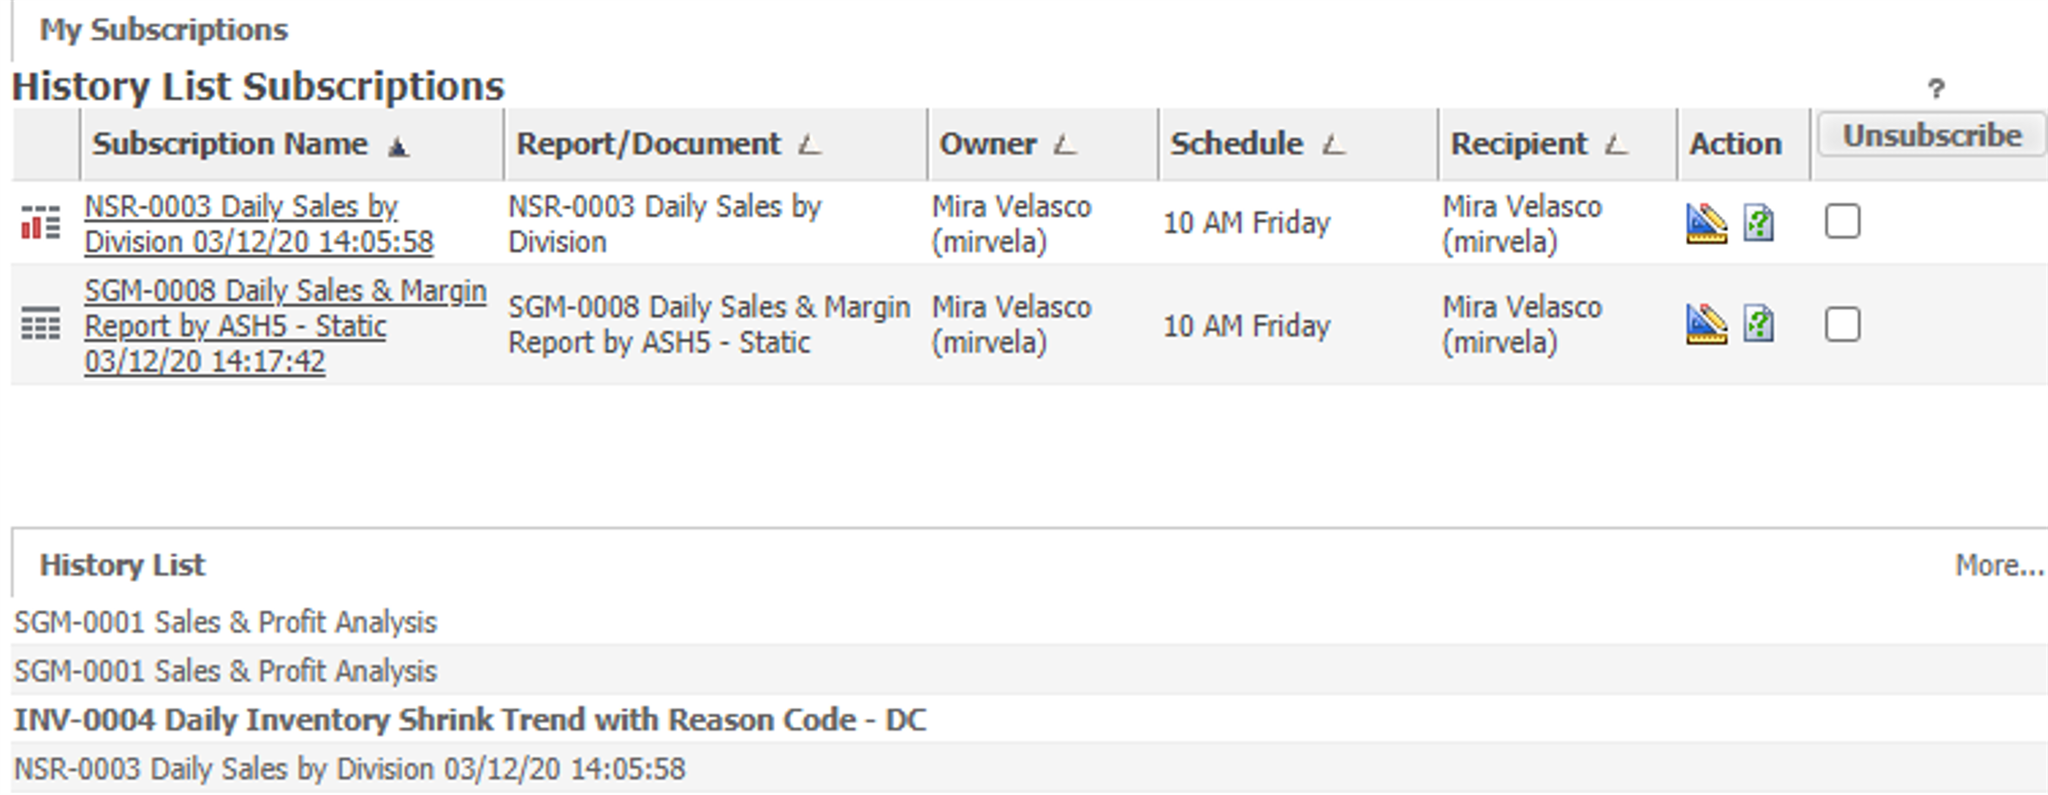 My Subscriptions
History List Subscriptions
?
Subscription Name Report/Document Owner Schedule Recipient Action Unsubscribe
NSR-0003 Daily Sales by
Division 03/12/20 14:05:58
NSR-0003 Daily Sales by
Division
Mira Velasco
(mirvela)
10 AM Friday
Mira Velasco
(mirvela)
SGM-0008 Daily Sales & Margin
Report by ASH5 - Static
03/12/20 14:17:42
SGM-0008 Daily Sales & Margin
Report by ASH5 - Static
Mira Velasco
(mirvela)
10 AM Friday
Mira Velasco
(mirvela)
History List
More...
SGM-0001 Sales & Profit Analysis
SGM-0001 Sales & Profit Analysis
INV-0004 Daily Inventory Shrink Trend with Reason Code - DC
NSR-0003 Daily Sales by Division 03/12/20 14:05:58